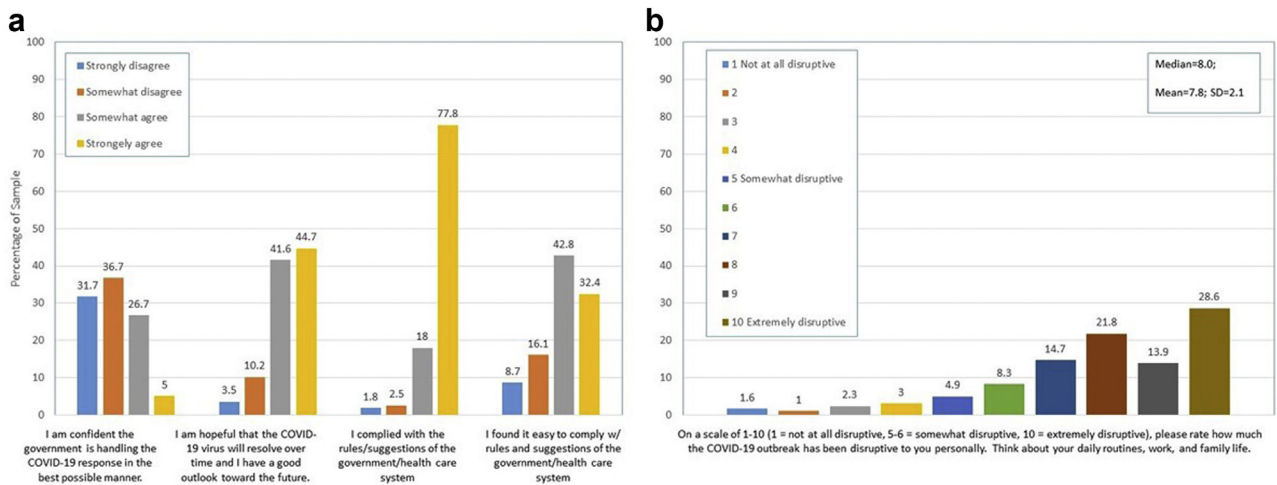 a
100
90
80
70
60
50
40
30
20
10
0
Percentage of Sample
Strongly disagree
Somewhat disagree
Somewhat agree
Strongely agree
31.7
36.7
26.7
5
3.5
10.2
41.6
44.7
1.8
2.5
18
77.8
8.7
16.1
42.8
32.4
I am confident the
government is handling the
COVID-19 response in the
best possible manner.
I am hopeful that the COVID-
19 virus will resolve over
time and I have a good
outlook toward the future.
I complied with the
rules/suggestions of the
government/health care
system
I found it easy to comply w/
rules and suggestions of the
government/health care
system
b
100
90
80
70
60
50
40
30
20
10
0
1 Not at all disruptive
2
3
4
5 Somewhat disruptive
6
7
8
9
10 Extremely disruptive
Median=8.0;
Mean=7.8; SD=2.1
1.6
1
2.3
3
4.9
8.3
14.7
21.8
13.9
28.6
On a scale of 1-10 (1 = not at all disruptive, 5-6 = somewhat disruptive, 10 = extremely disruptive), please rate how much
the COVID-19 outbreak has been disruptive to you personally. Think about your daily routines, work, and family life.